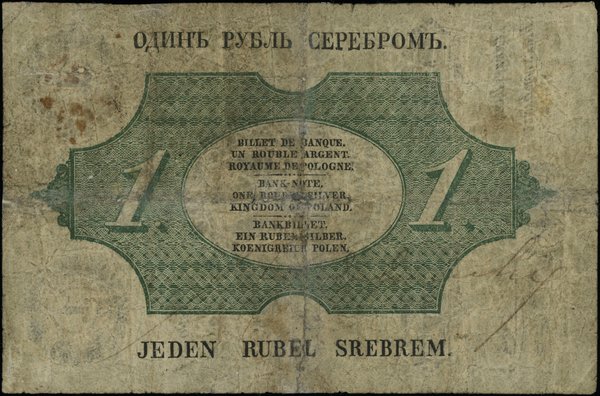 ОДИНЪ РУБЛЬ СЕРЕБРОМЪ.
BILLET DE BANQUE.
UN ROUBLE ARGENT.
ROYAUME DE POLOGNE.
1.
1.
BANK-NOTE,
ONE RUBEL SILVER,
KINGDOM OF POLAND.
BANKBILLET.
EIN RUBEL SILBER.
KOENIGREICH POLEN.
JEDEN RUBEL SREBREM.